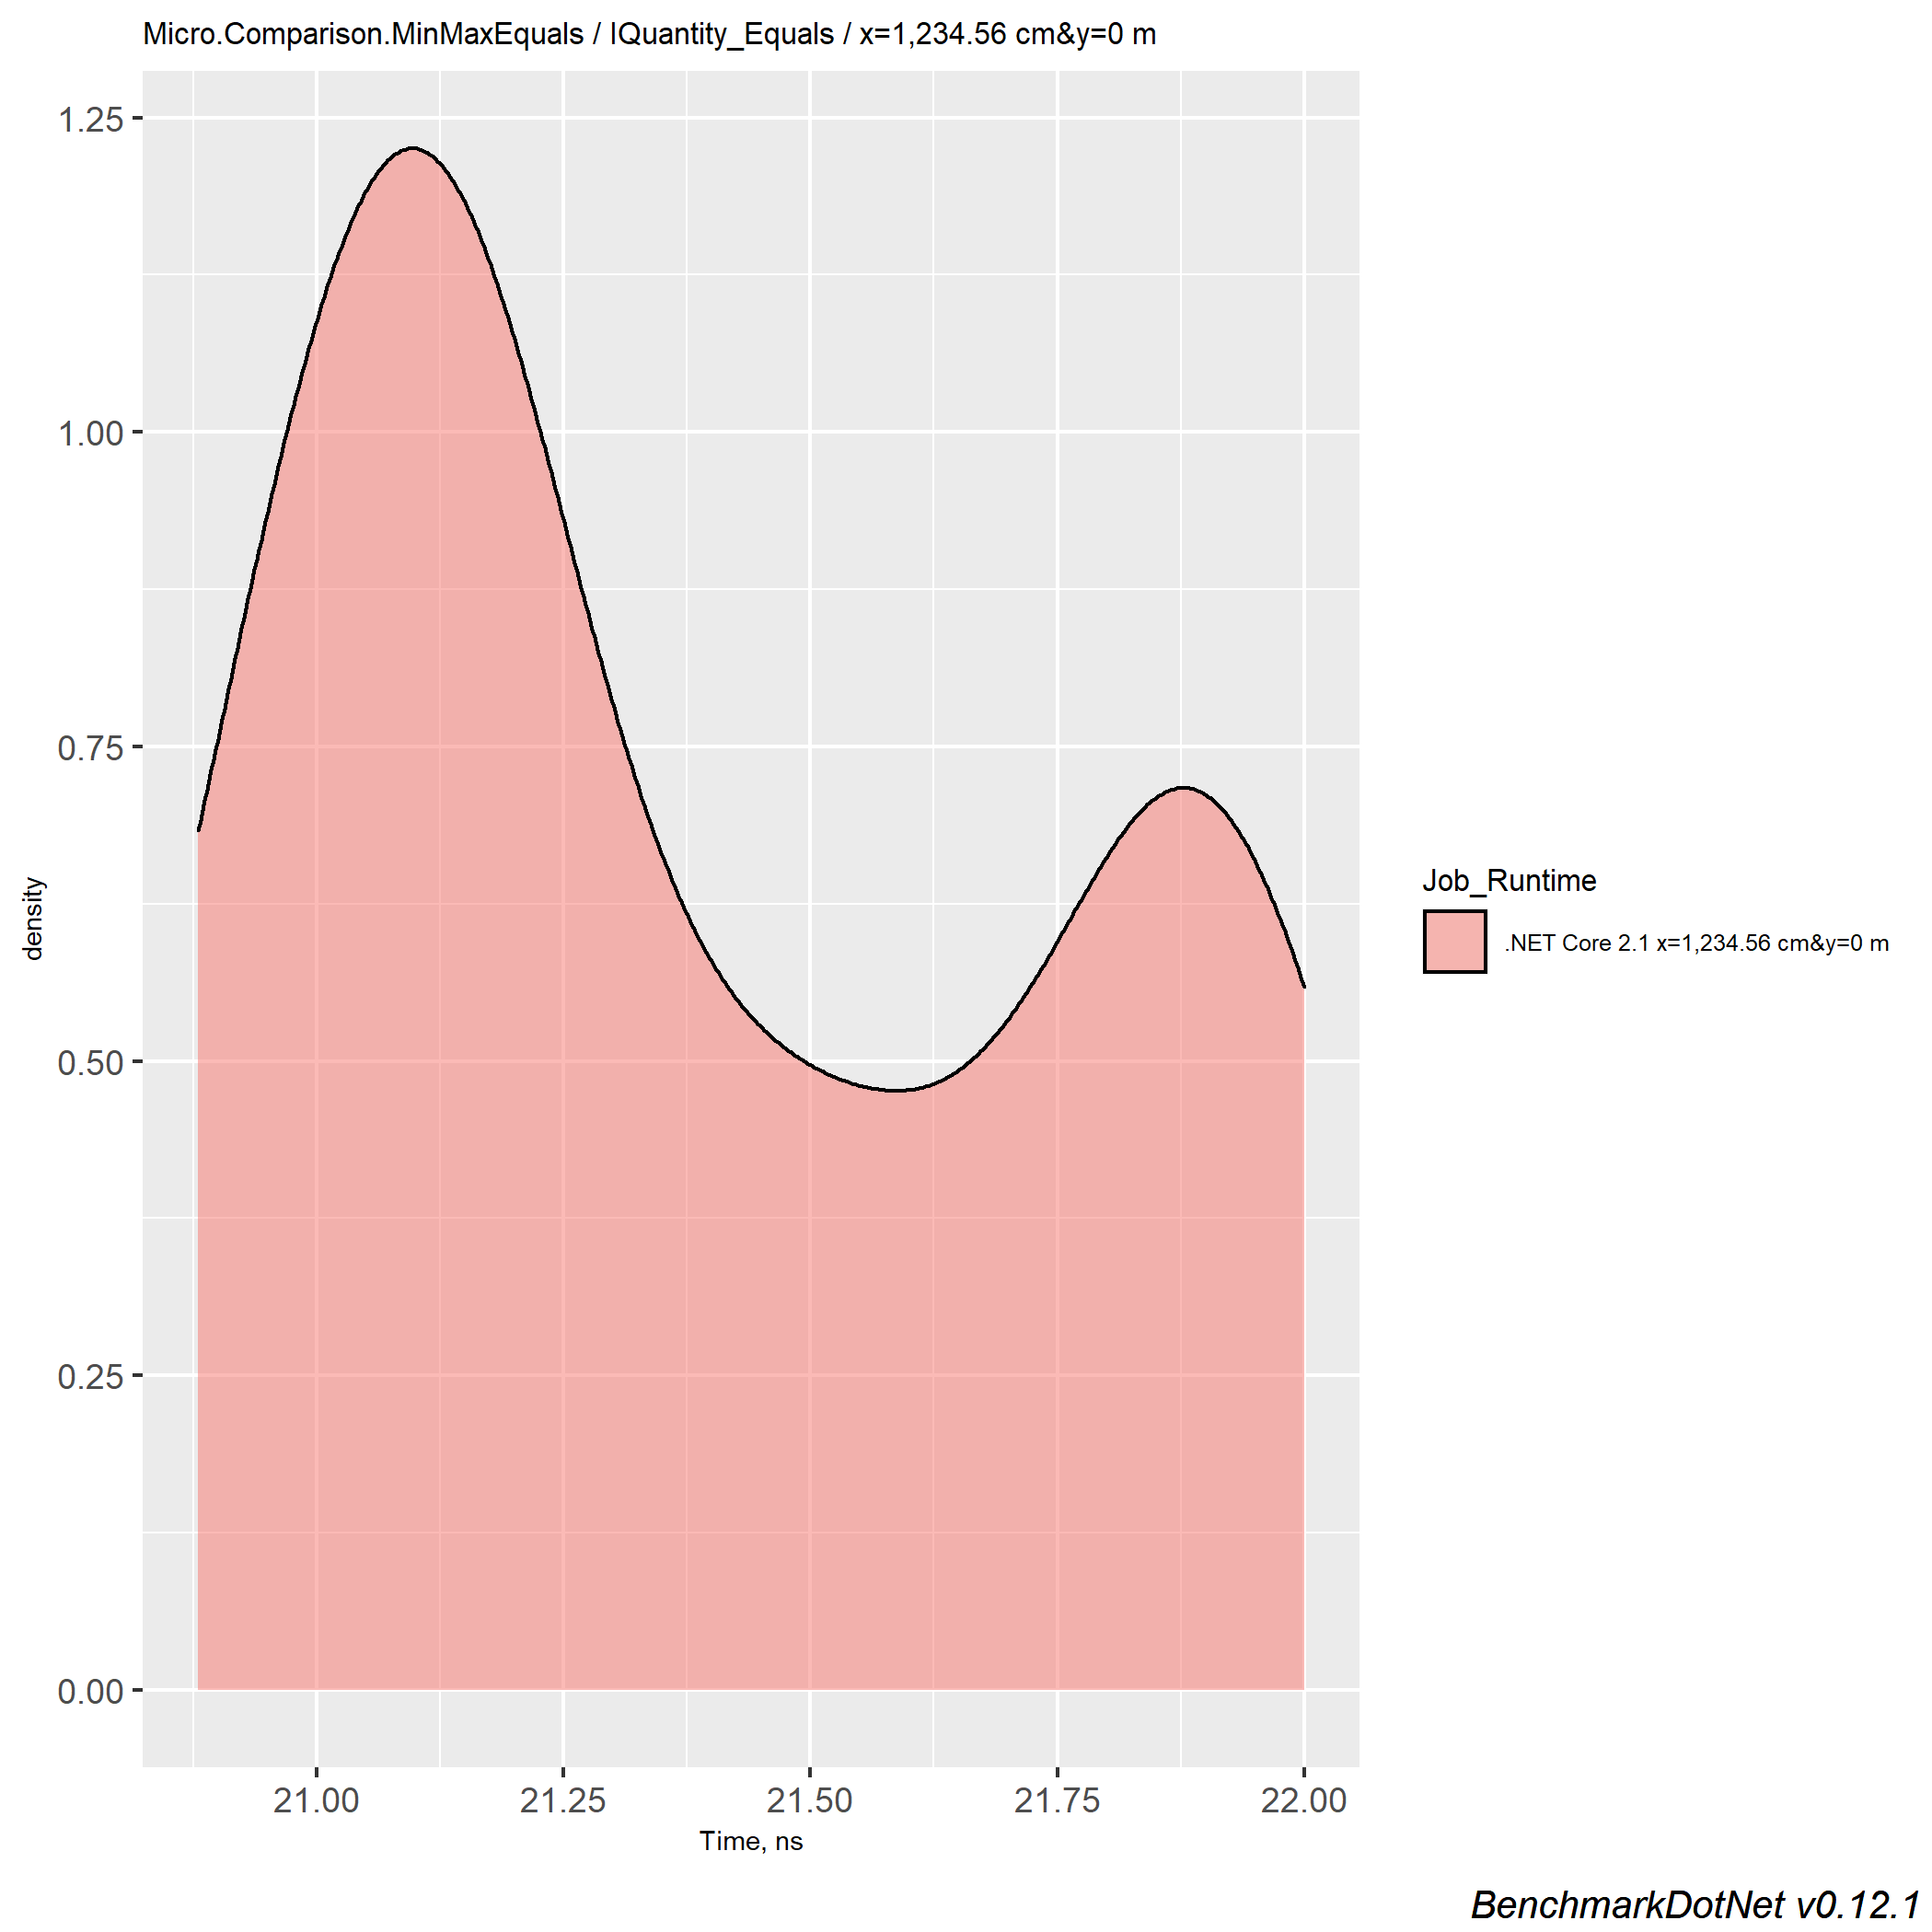 Micro.Comparison.MinMaxEquals / IQuantity_Equals / x=1,234.56 cm&y=0 m
1.25
1.00
0.75
0.50
0.25
0.00
density
21.00 21.25 21.50 21.75 22.00
Time, ns
Job_Runtime
.NET Core 2.1 x=1,234.56 cm&y=0 m
BenchmarkDotNet v0.12.1